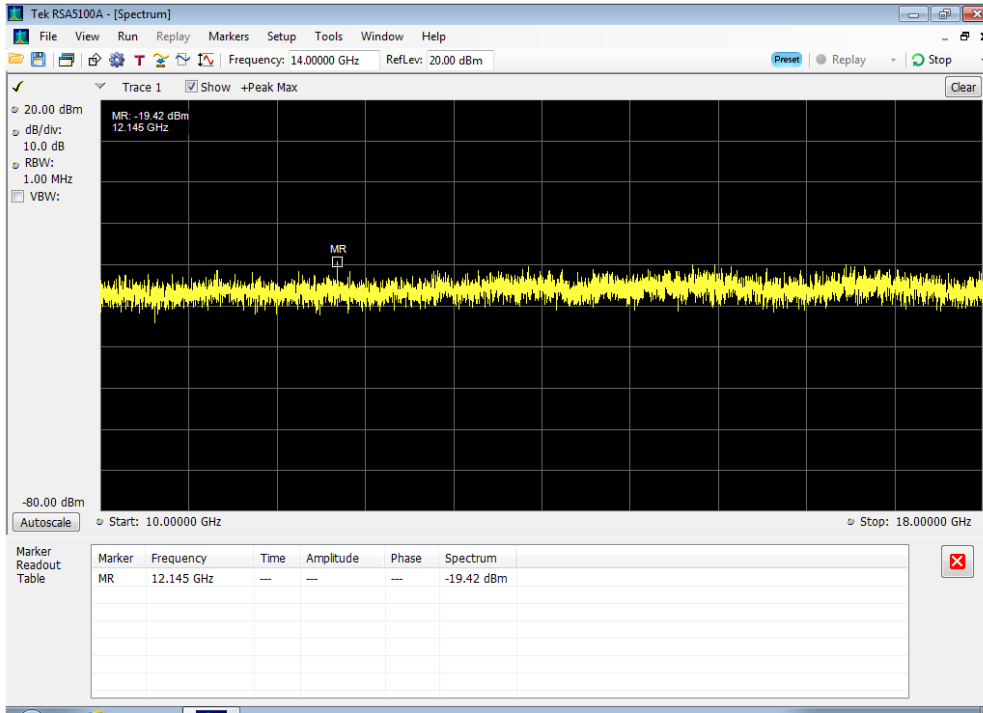 Tek RSA5100A - [Spectrum]
File View Run Replay Markers Setup Tools Window Help
T Frequency: 14.00000 GHz RefLev: 20.00 dBm Preset Replay Stop
Trace 1 Show +Peak Max Clear
20.00 dBm
dB/div:
10.0 dB
RBW:
1.00 MHz
VBW:
MR: -19.42 dBm
12.145 GHz
MR
-80.00 dBm
Autoscale Start: 10.00000 GHz Stop: 18.00000 GHz
Marker
Readout
Table
Marker Frequency Time Amplitude Phase Spectrum
MR 12.145 GHz --- --- --- -19.42 dBm